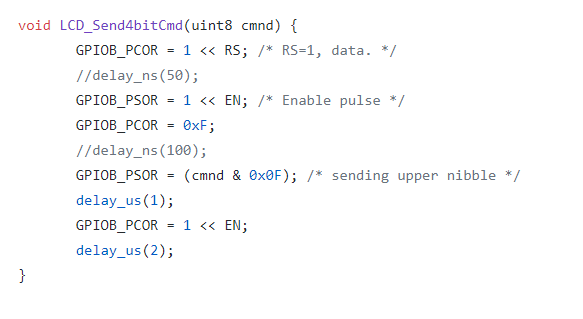 void LCD_Send4bitCmd(uint8 cmnd) {
GPIOB_PCOR = 1 << RS; /* RS=1, data. */
//delay_ns(50);
GPIOB_PSOR = 1 << EN; /* Enable pulse */
GPIOB_PCOR = 0xF;
//delay_ns(100);
GPIOB_PSOR = (cmnd & 0x0F); /* sending upper nibble */
delay_us(1);
GPIOB_PCOR = 1 << EN;
delay_us(2);
}